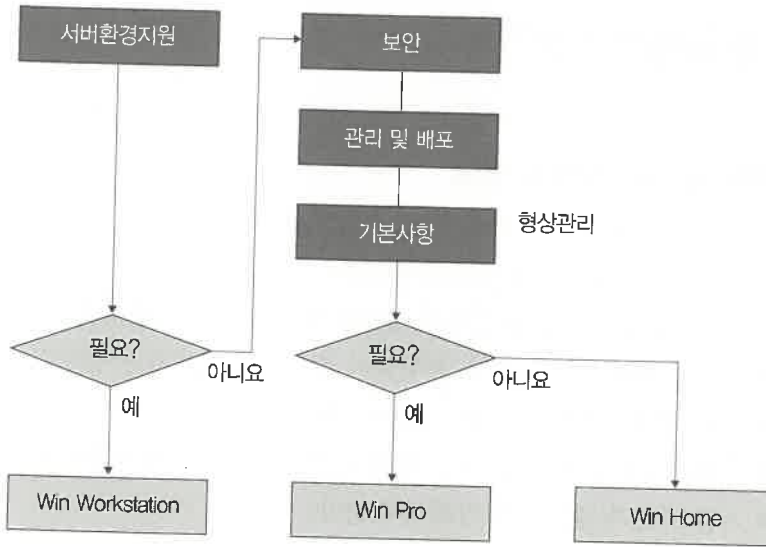 서버환경지원
보안
관리 및 배포
기본사항
형상관리
필요?
아니요
예
필요?
아니요
예
Win Workstation
Win Pro
Win Home